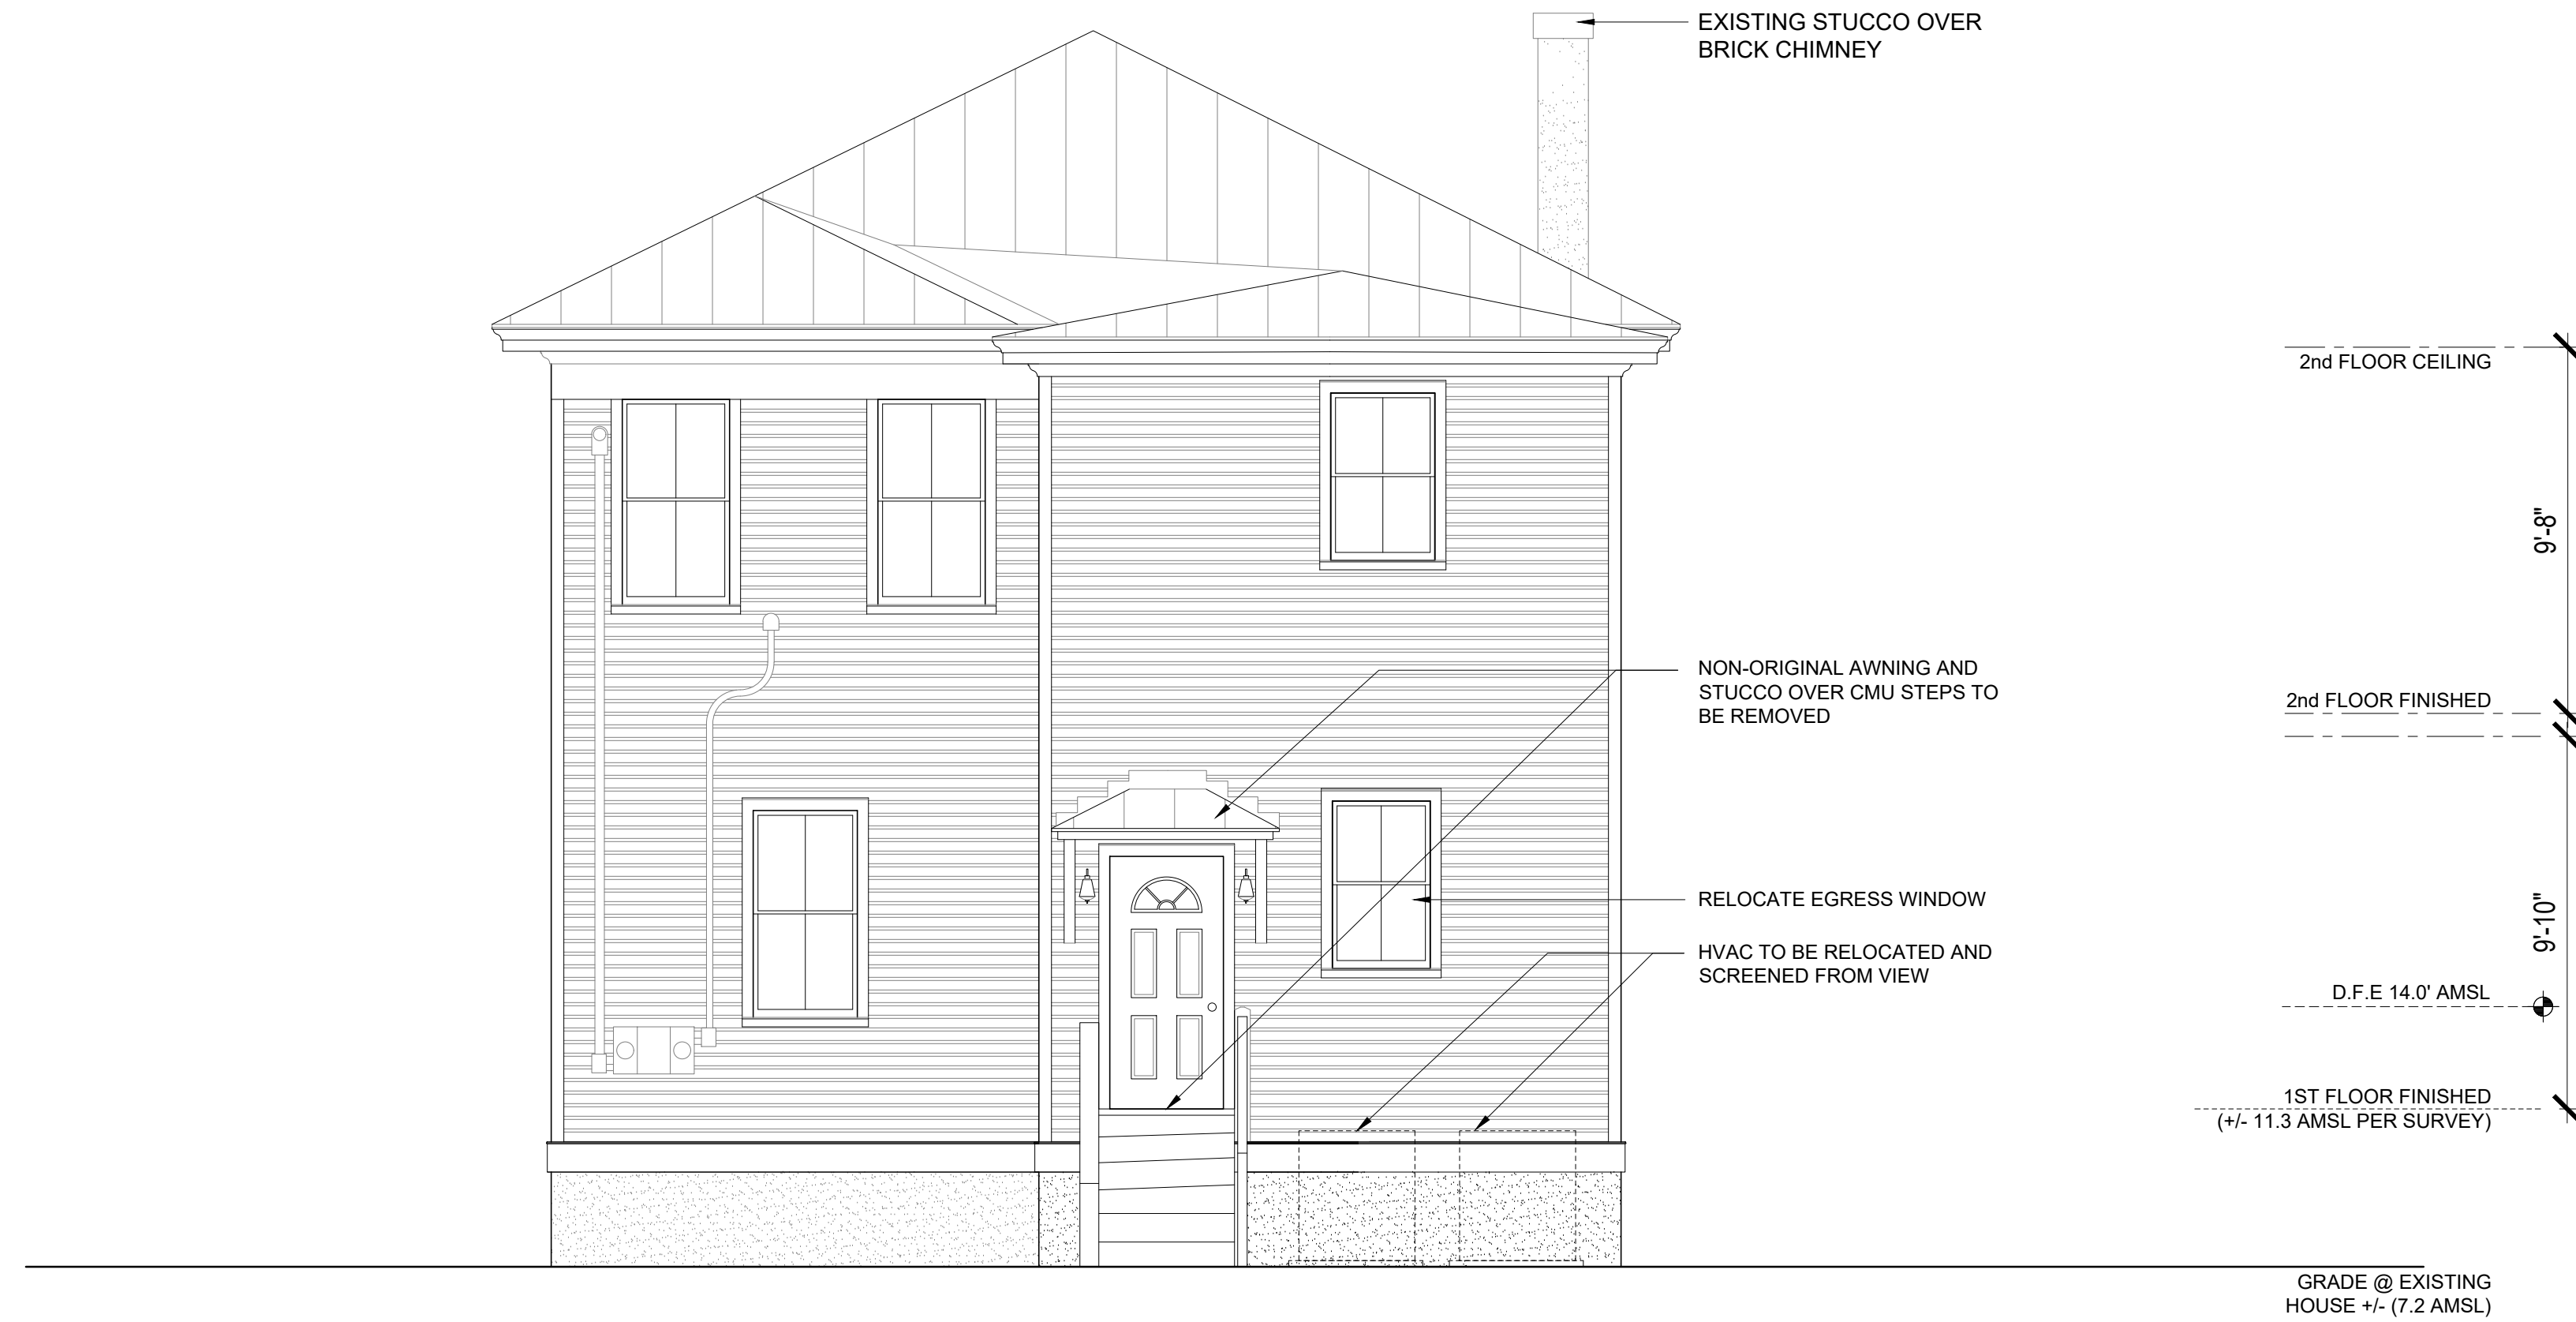 EXISTING STUCCO OVER
BRICK CHIMNEY
2nd FLOOR CEILING
9'-8"
NON-ORIGINAL AWNING AND
STUCCO OVER CMU STEPS TO
BE REMOVED
2nd FLOOR FINISHED
RELOCATE EGRESS WINDOW
9'-10"
HVAC TO BE RELOCATED AND
SCREENED FROM VIEW
D.F.E 14.0' AMSL
1ST FLOOR FINISHED
(+/- 11.3 AMSL PER SURVEY)
GRADE @ EXISTING
HOUSE +/- (7.2 AMSL)